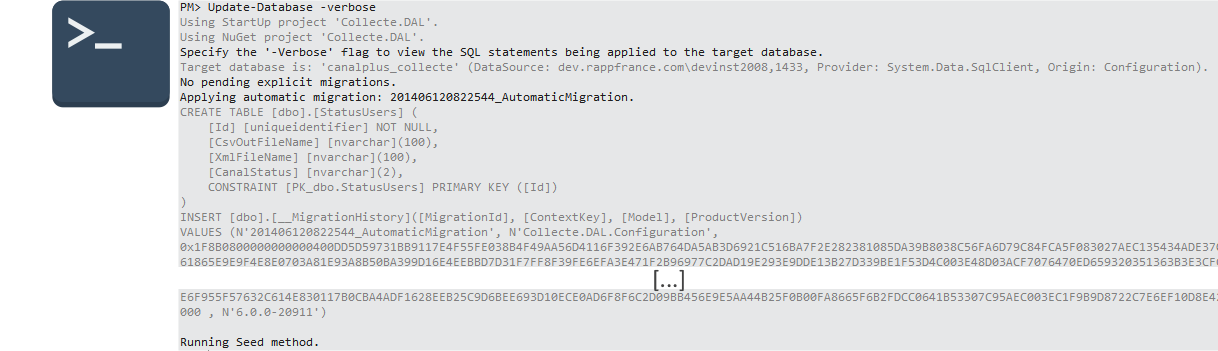 >_
PM> Update-Database -verbose
Using StartUp project 'Collecte.DAL'.
Using NuGet project 'Collecte.DAL'.
Specify the '-Verbose' flag to view the SQL statements being applied to the target database.
Target database is: 'canalplus_collecte' (DataSource: dev.rappfrance.com\devinst2008,1433, Provider: System.Data.SqlClient, Origin: Configuration).
No pending explicit migrations.
Applying automatic migration: 201406120822544_AutomaticMigration.
CREATE TABLE [dbo].[StatusUsers] (
    [Id] [uniqueidentifier] NOT NULL,
    [CsvOutFileName] [nvarchar](100),
    [XmlFileName] [nvarchar](100),
    [CanalStatus] [nvarchar](2),
    CONSTRAINT [PK_dbo.StatusUsers] PRIMARY KEY ([Id])
)
INSERT [dbo].[__MigrationHistory]([MigrationId], [ContextKey], [Model], [ProductVersion])
VALUES (N'201406120822544_AutomaticMigration', N'Collecte.DAL.Configuration',
0x1F8B0800000000000400DD5D59731BB9117E4F55FE038B4F49AA56D4116F392E6AB764DA5AB3D6921C516BA7F2E282381085DA39B8038C56FA6D79C84FCA5F083027AEC135434ADE37
61865E9E9F4E8E0703A81E93A8B50BA399D16E4EEBBD7D31F7FF8F39FE6EFA3E471F2B96977C2DAD19E293E9DDE13B27D339BE1F53D4C003E48D03ACF7076470ED659320351363B3E3CF
[...]
E6F955F57632C614E830117B0CBA4ADF1628EEB25C9D6BEE693D10ECE0AD6F8F6C2D09BB456E9E5AA44B25F0B00FA8665F6B2FDCC0641B53307C95AEC003EC1F9B9D8722C7E6EF10D8E4
000 , N'6.0.0-20911')
Running Seed method.